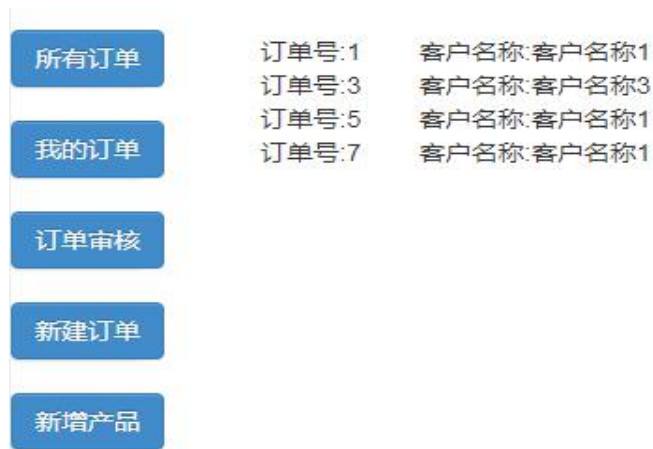 所有订单
我的订单
订单审核
新建订单
新增产品
订单号:1 客户名称:客户名称1
订单号:3 客户名称:客户名称3
订单号:5 客户名称:客户名称1
订单号:7 客户名称:客户名称1